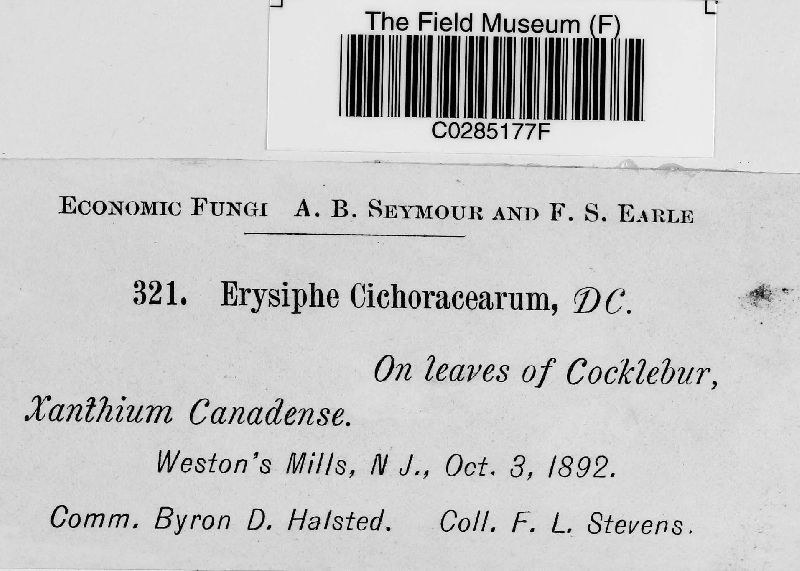 The Field Museum (F)
C0285177F
Economic Fungi A. B. Seymour and F. S. Earle
321. Erysiphe Cichoracearum, DC.
On leaves of Cocklebur,
Xanthium Canadense.
Weston's Mills, N J., Oct. 3, 1892.
Comm. Byron D. Halsted. Coll. F. L. Stevens.